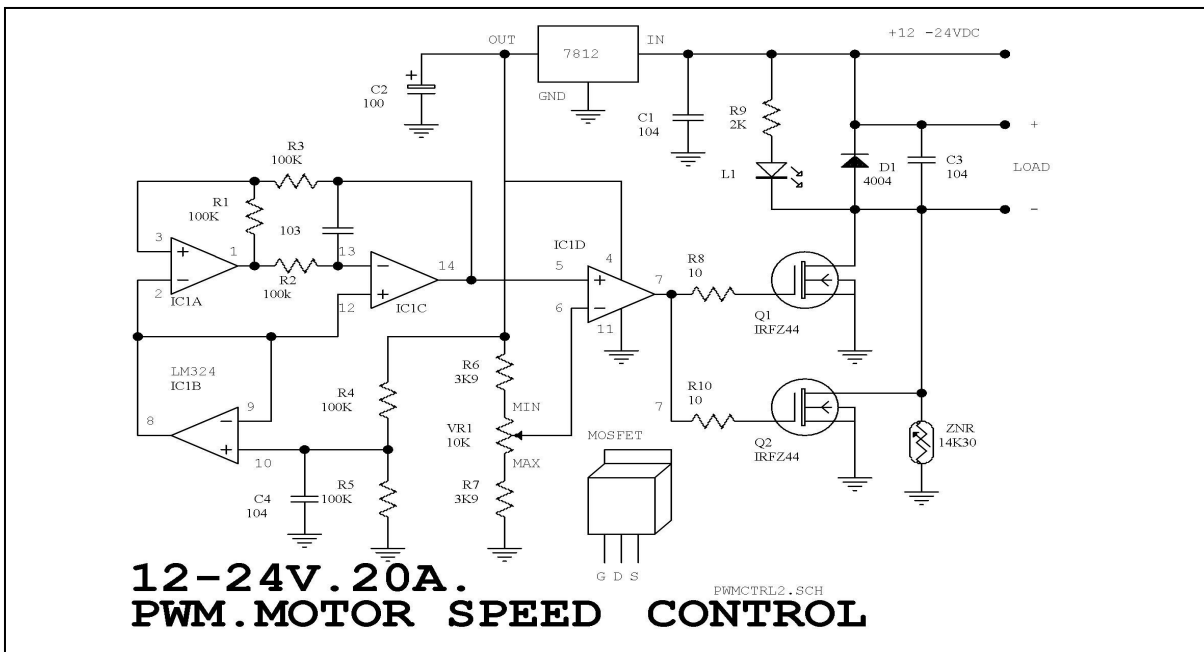 OUT
7812
IN
+12 -24VDC
GND
+
C2
100
C1
104
R9
2K
L1
D1
4004
C3
104
+
LOAD
-
R3
100K
R1
100K
103
3
+
-
2
1
IC1A
R2
100k
13
-
+
12
14
IC1C
IC1D
5
+
-
6
4
7
11
R8
10
Q1
IRFZ44
LM324
IC1B
8
9
-
+
10
R4
100K
R6
3K9
MIN
VR1
10K
MAX
R7
3K9
R5
100K
C4
104
7
R10
10
Q2
IRFZ44
ZNR
14K30
MOSFET
G D S
PWMCTRL2.SCH
12-24V.20A.
PWM.MOTOR SPEED CONTROL